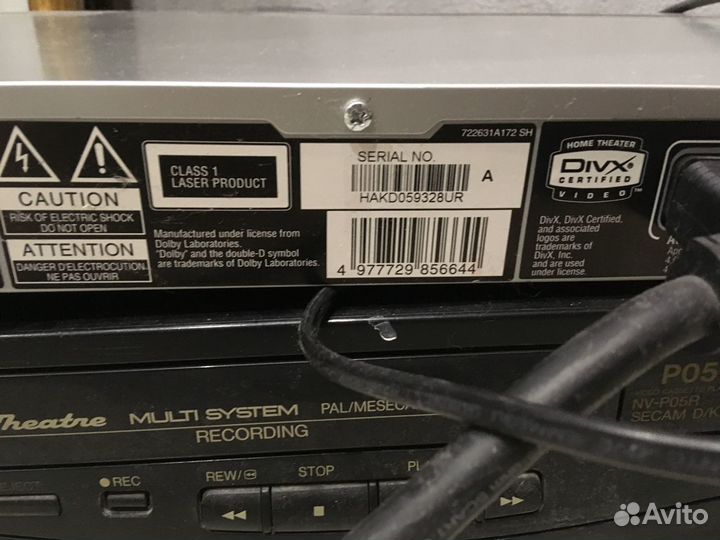 722631A172 SH
CAUTION
RISK OF ELECTRIC SHOCK
DO NOT OPEN
ATTENTION
DANGER D'ELECTROCUTION
NE PAS OUVRIR
CLASS 1
LASER PRODUCT
Manufactured under license from
Dolby Laboratories.
"Dolby" and the double-D symbol
are trademarks of Dolby Laboratories.
SERIAL NO.
A
HAKD059328UR
4 977729 856644
HOME THEATER
DIVX
CERTIFIED
VIDEO™
DivX, DivX Certified,
and associated
logos are
trademarks of
DivX, Inc.
and are used
under license.
Theatre
MULTI SYSTEM
PAL/MESECAM
RECORDING
P05
NV-P05R
SECAM D/K
EJECT
REC
REW/
STOP
Avito